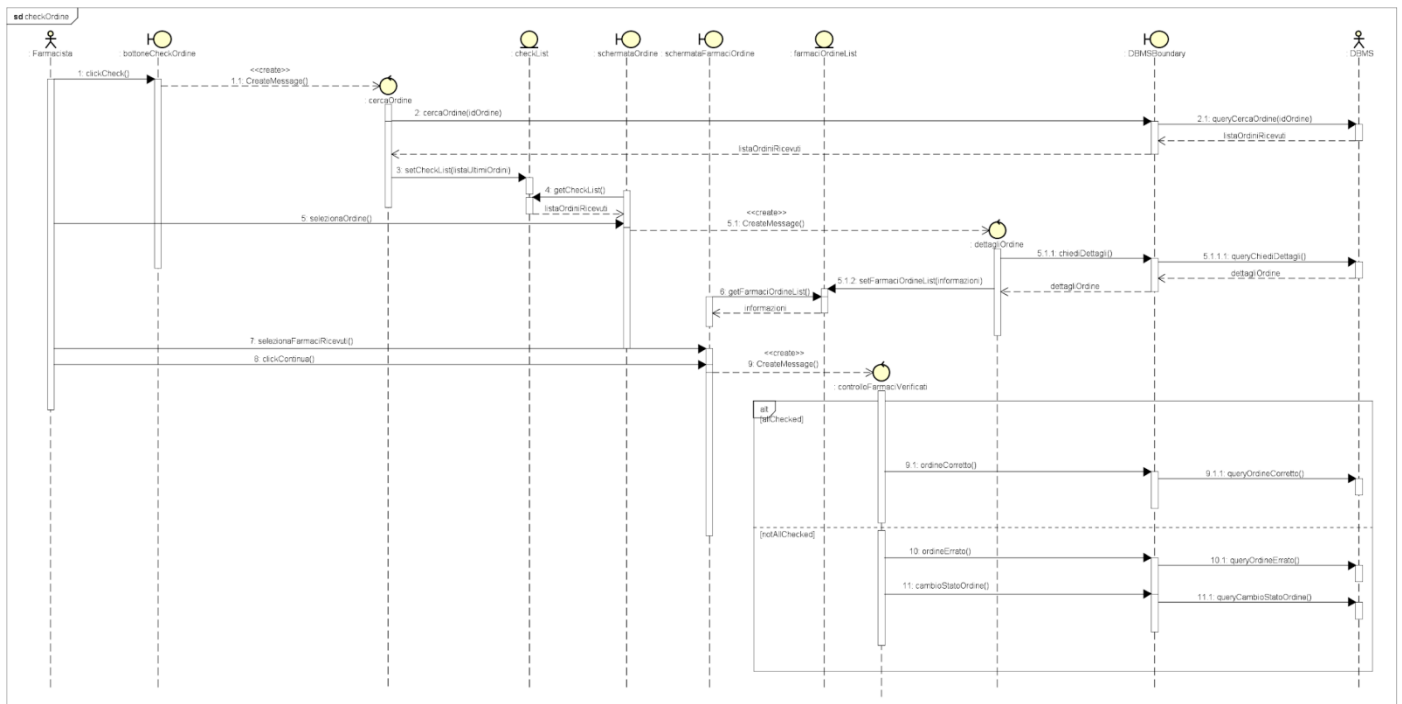 sd checkOrdine
Farmacista
bottoneCheckOrdine
checkList
schermataOrdine
: schermataFarmaciOrdine
: farmaciOrdineList
DBMSBoundary
DBMS
1: clickCheck()
<<create>>
1.1: CreateMessage()
: cercaOrdine
2: cercaOrdine(idOrdine)
2.1: queryCercaOrdine(idOrdine)
listaOrdiniRicevuti
listaOrdiniRicevuti
3: setCheckList(listaUltimiOrdini)
4: getCheckList()
listaOrdiniRicevuti
5: selezionaOrdine()
<<create>>
5.1: CreateMessage()
: dettagliOrdine
5.1.1: chiediDettagli()
5.1.1.1: queryChiediDettagli()
dettagliOrdine
dettagliOrdine
5.1.2: setFarmaciOrdineList(informazioni)
6: getFarmaciOrdineList()
informazioni
7: selezionaFarmaciRicevuti()
8: clickContinua()
<<create>>
9: CreateMessage()
: controlloFarmaciVerificati
alt
[allChecked]
9.1: ordineCorretto()
9.1.1: queryOrdineCorretto()
[notAllChecked]
10: ordineErrato()
10.1: queryOrdineErrato()
11: cambioStatoOrdine()
11.1: queryCambioStatoOrdine()